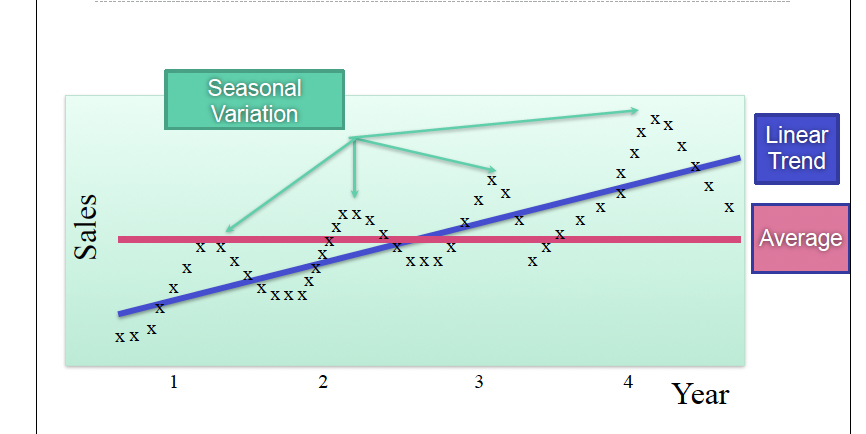 Seasonal
Variation
Linear
Trend
Average
Sales
1 2 3 4
Year